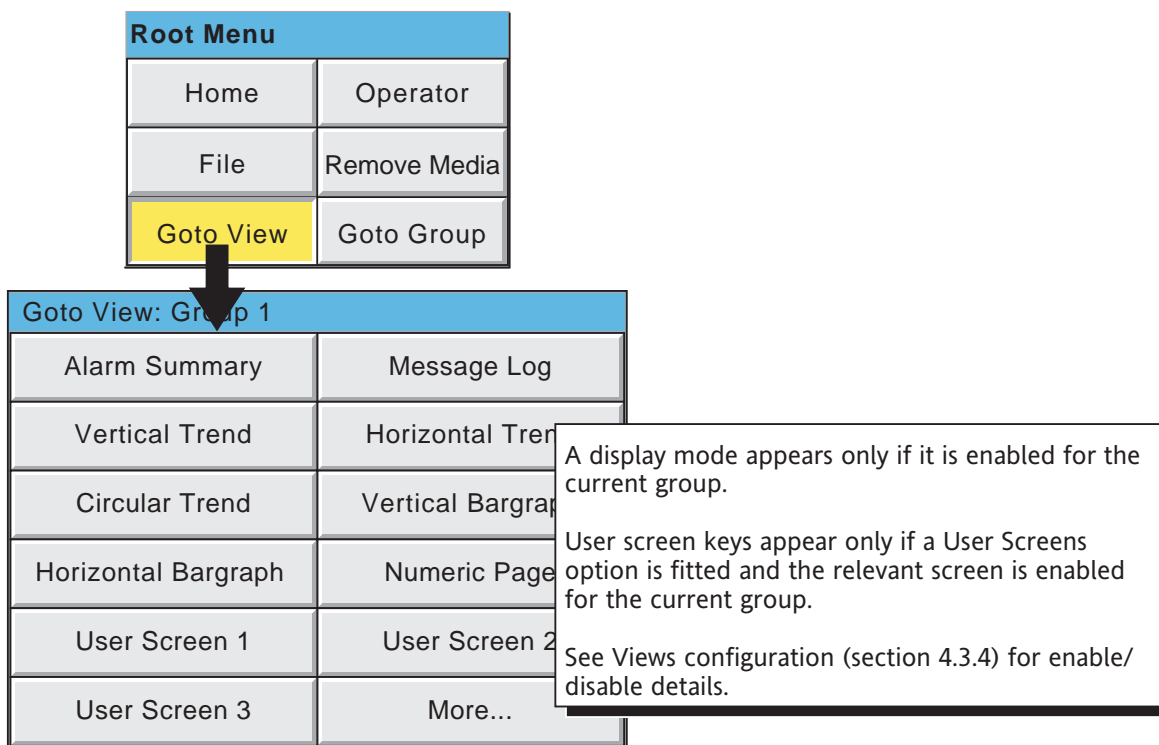 Root Menu
Home Operator
File Remove Media
Goto View Goto Group
Goto View: Group 1
Alarm Summary Message Log
Vertical Trend Horizontal Tren
Circular Trend Vertical Bargrap
Horizontal Bargraph Numeric Page
User Screen 1 User Screen 2
User Screen 3 More...
A display mode appears only if it is enabled for the
current group.
User screen keys appear only if a User Screens
option is fitted and the relevant screen is enabled
for the current group.
See Views configuration (section 4.3.4) for enable/
disable details.